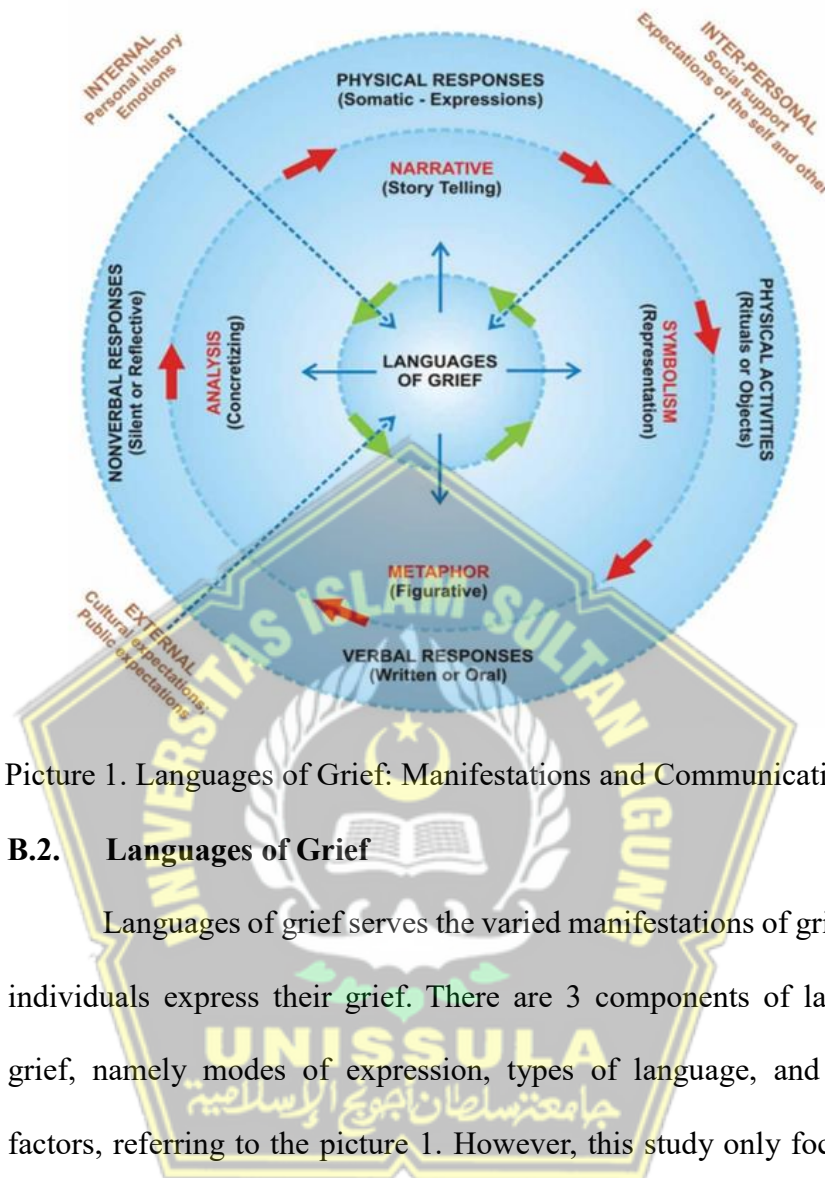 INTERNAL
Personal history
Emotions
INTER-PERSONAL
Social support
Expectations of the self and other
PHYSICAL RESPONSES
(Somatic - Expressions)
NARRATIVE
(Story Telling)
NONVERBAL RESPONSES
(Silent or Reflective)
ANALYSIS
(Concretizing)
LANGUAGES
OF GRIEF
SYMBOLISM
(Representation)
PHYSICAL ACTIVITIES
(Rituals or Objects)
METAPHOR
(Figurative)
VERBAL RESPONSES
(Written or Oral)
EXTERNAL
Cultural expectations;
Public expectations
UNIVERSITAS ISLAM SULTAN AGUNG
Picture 1. Languages of Grief: Manifestations and Communicati
B.2. Languages of Grief
Languages of grief serves the varied manifestations of gri
individuals express their grief. There are 3 components of la
grief, namely modes of expression, types of language, and
UNISSULA
جامعة سلطان أجونج الإسلامية
factors, referring to the picture 1. However, this study only foc